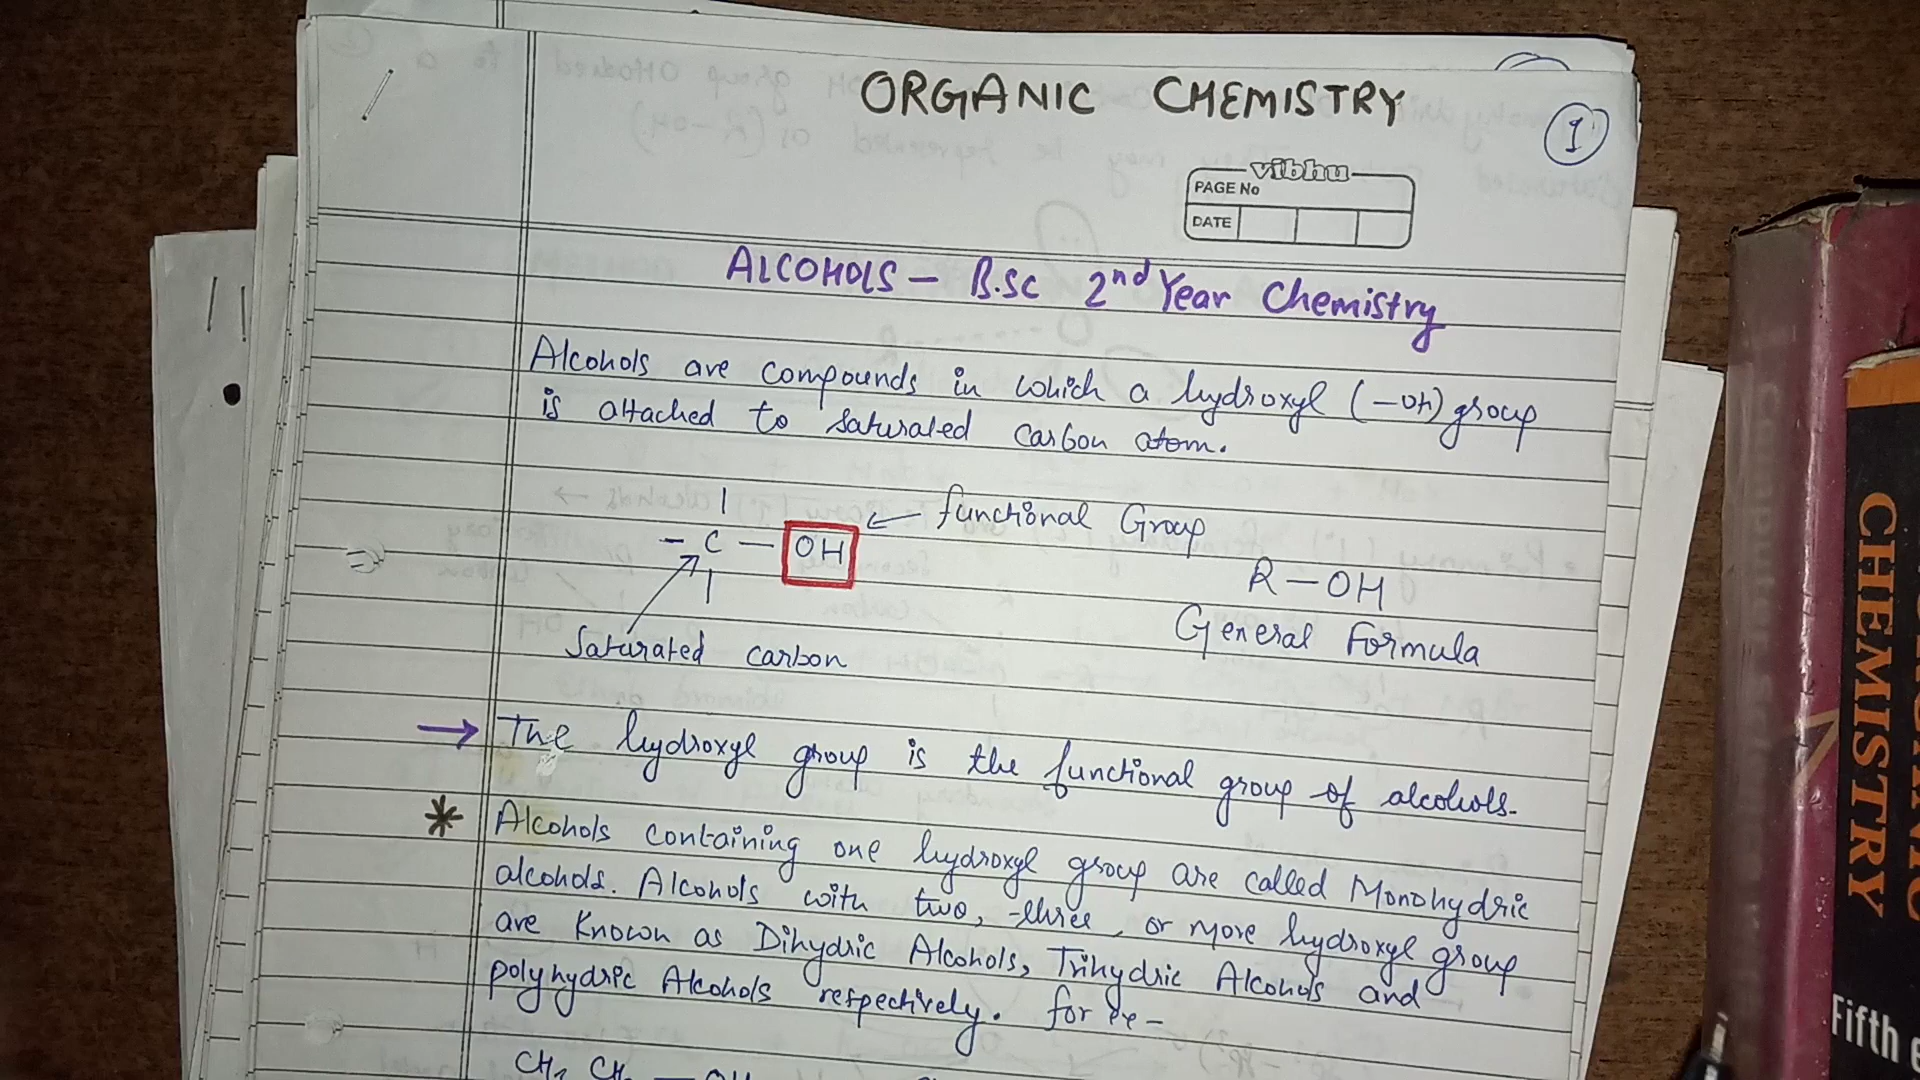 ORGANIC CHEMISTRY
1
vibhu
PAGE No
DATE
ALCOHOLS - B.Sc 2nd Year Chemistry
Alcohols are compounds in which a hydroxyl (-OH) group
is attached to saturated carbon atom.
functional Group
- C - OH
R - OH
General Formula
Saturated carbon
→ The hydroxyl group is the functional group of alcohols.
* Alcohols containing one hydroxyl group are called Monohydric
alcohols. Alcohols with two, three, or more hydroxyl group
are known as Dihydric Alcohols, Trihydric Alcohols and
polyhydric Alcohols respectively. for ex-
CHEMISTRY
Fifth